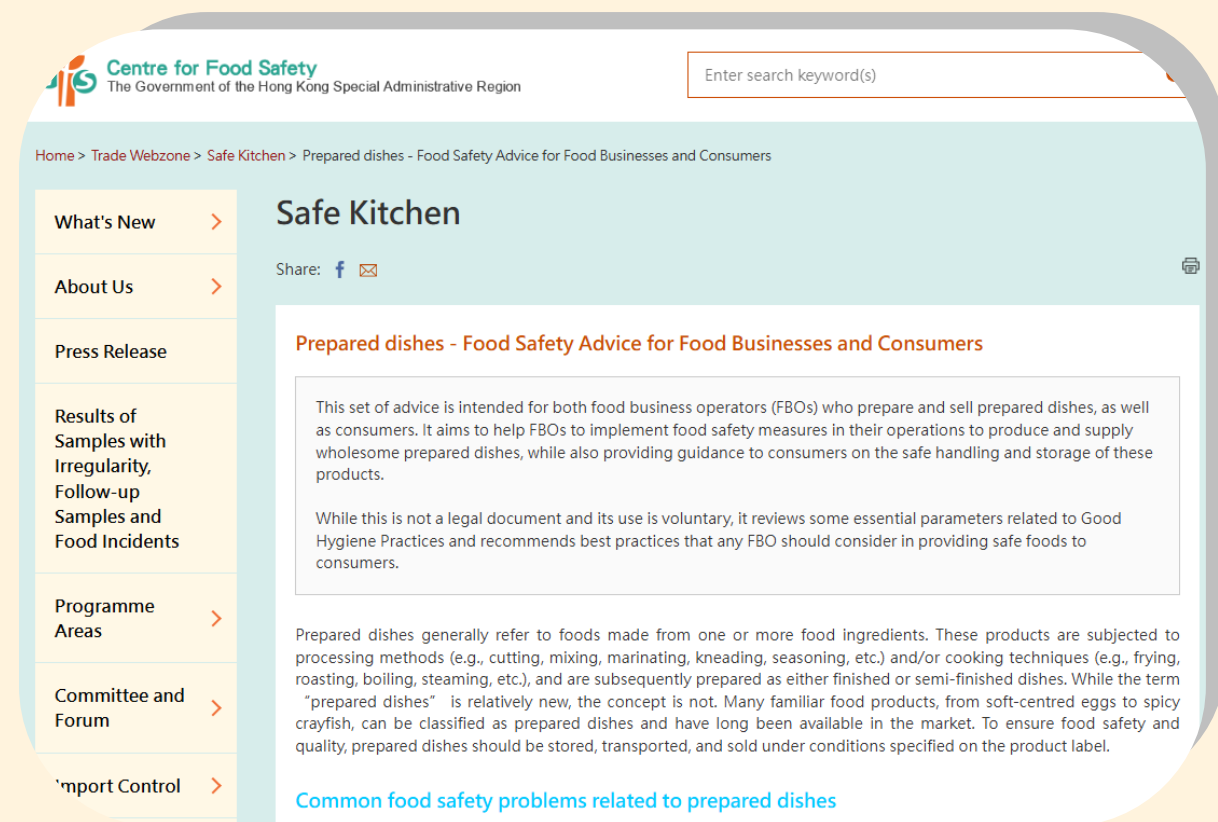 Centre for Food Safety
The Government of the Hong Kong Special Administrative Region
Enter search keyword(s)
Home > Trade Webzone > Safe Kitchen > Prepared dishes - Food Safety Advice for Food Businesses and Consumers
What's New
About Us
Press Release
Results of
Samples with
Irregularity,
Follow-up
Samples and
Food Incidents
Programme
Areas
Committee and
Forum
Import Control
Safe Kitchen
Share:
Prepared dishes - Food Safety Advice for Food Businesses and Consumers
This set of advice is intended for both food business operators (FBOs) who prepare and sell prepared dishes, as well
as consumers. It aims to help FBOs to implement food safety measures in their operations to produce and supply
wholesome prepared dishes, while also providing guidance to consumers on the safe handling and storage of these
products.
While this is not a legal document and its use is voluntary, it reviews some essential parameters related to Good
Hygiene Practices and recommends best practices that any FBO should consider in providing safe foods to
consumers.
Prepared dishes generally refer to foods made from one or more food ingredients. These products are subjected to
processing methods (e.g., cutting, mixing, marinating, kneading, seasoning, etc.) and/or cooking techniques (e.g., frying,
roasting, boiling, steaming, etc.), and are subsequently prepared as either finished or semi-finished dishes. While the term
“prepared dishes” is relatively new, the concept is not. Many familiar food products, from soft-centred eggs to spicy
crayfish, can be classified as prepared dishes and have long been available in the market. To ensure food safety and
quality, prepared dishes should be stored, transported, and sold under conditions specified on the product label.
Common food safety problems related to prepared dishes